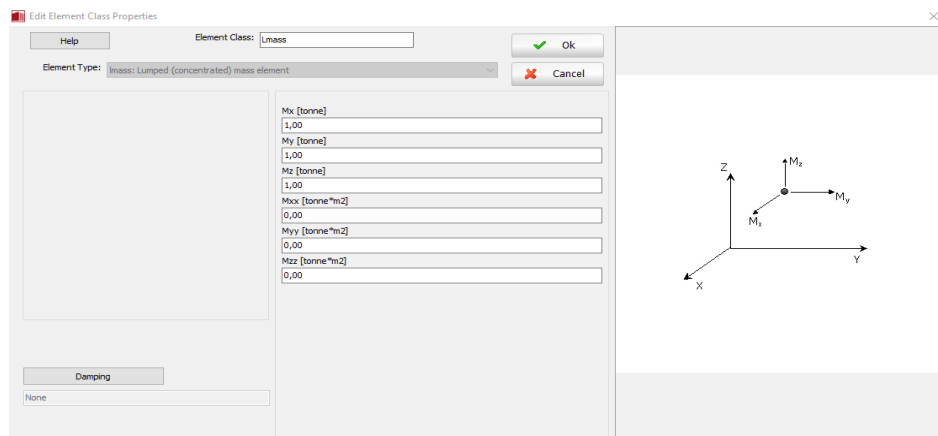 Edit Element Class Properties
Help
Element Class:
Lmass
Ok
Element Type:
lmass: Lumped (concentrated) mass element
Cancel
Mx [tonne]
1,00
My [tonne]
1,00
Mz [tonne]
1,00
Mxx [tonne*m2]
0,00
Myy [tonne*m2]
0,00
Mzz [tonne*m2]
0,00
Damping
None
Z
Mz
My
Mx
Y
X